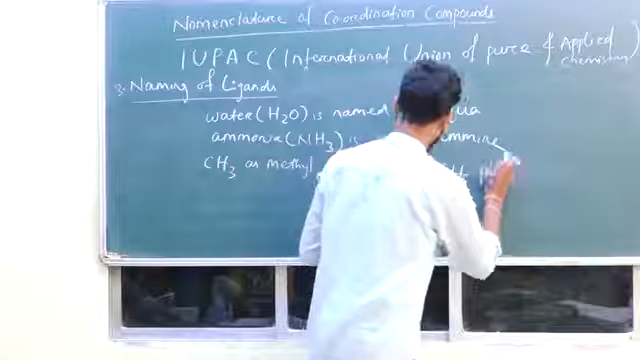 Nomenclature of Coordination Compounds
IUPAC (International Union of pure & Applied Chemistry)
3. Naming of Ligands
water (H2O) is named
ammonia (NH3) is ammine
CH3 as methyl